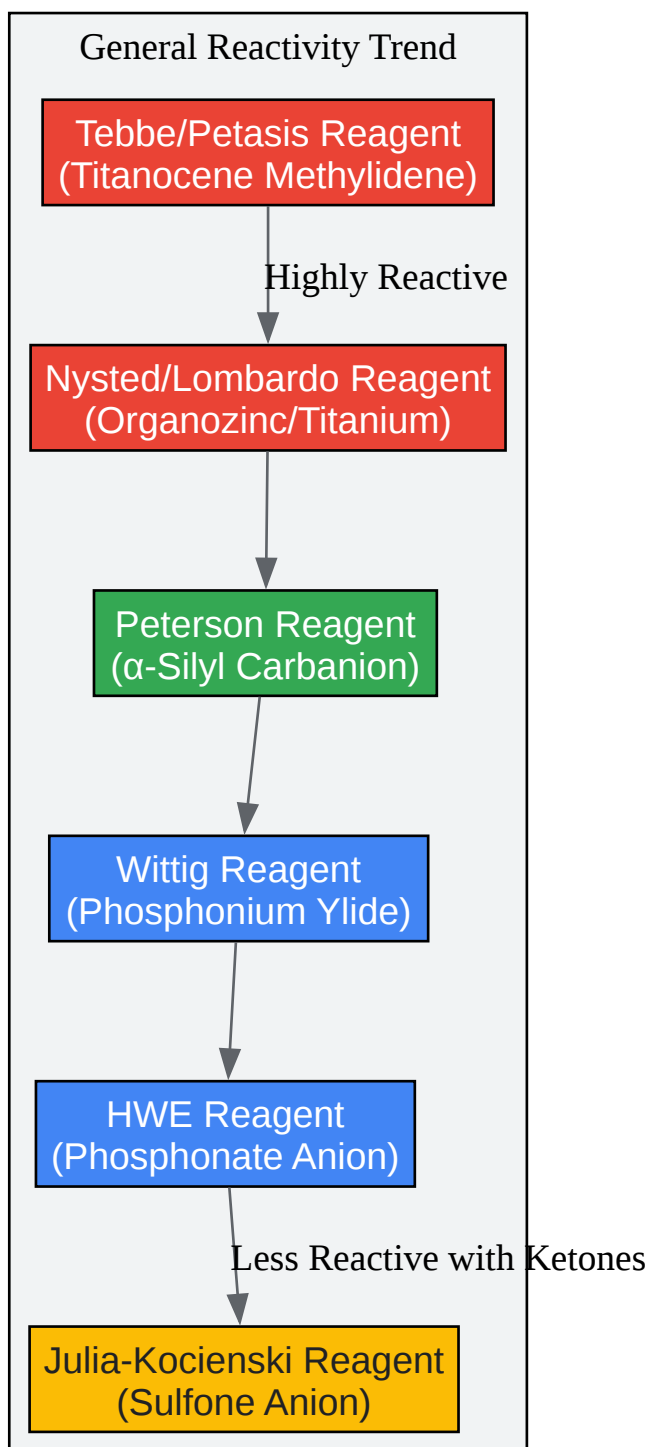 General Reactivity Trend
Tebbe/Petasis Reagent
(Titanocene Methylidene)
Highly Reactive
Nysted/Lombardo Reagent
(Organozinc/Titanium)
Peterson Reagent
(α-Silyl Carbanion)
Wittig Reagent
(Phosphonium Ylide)
HWE Reagent
(Phosphonate Anion)
Less Reactive with Ketones
Julia-Kocienski Reagent
(Sulfone Anion)